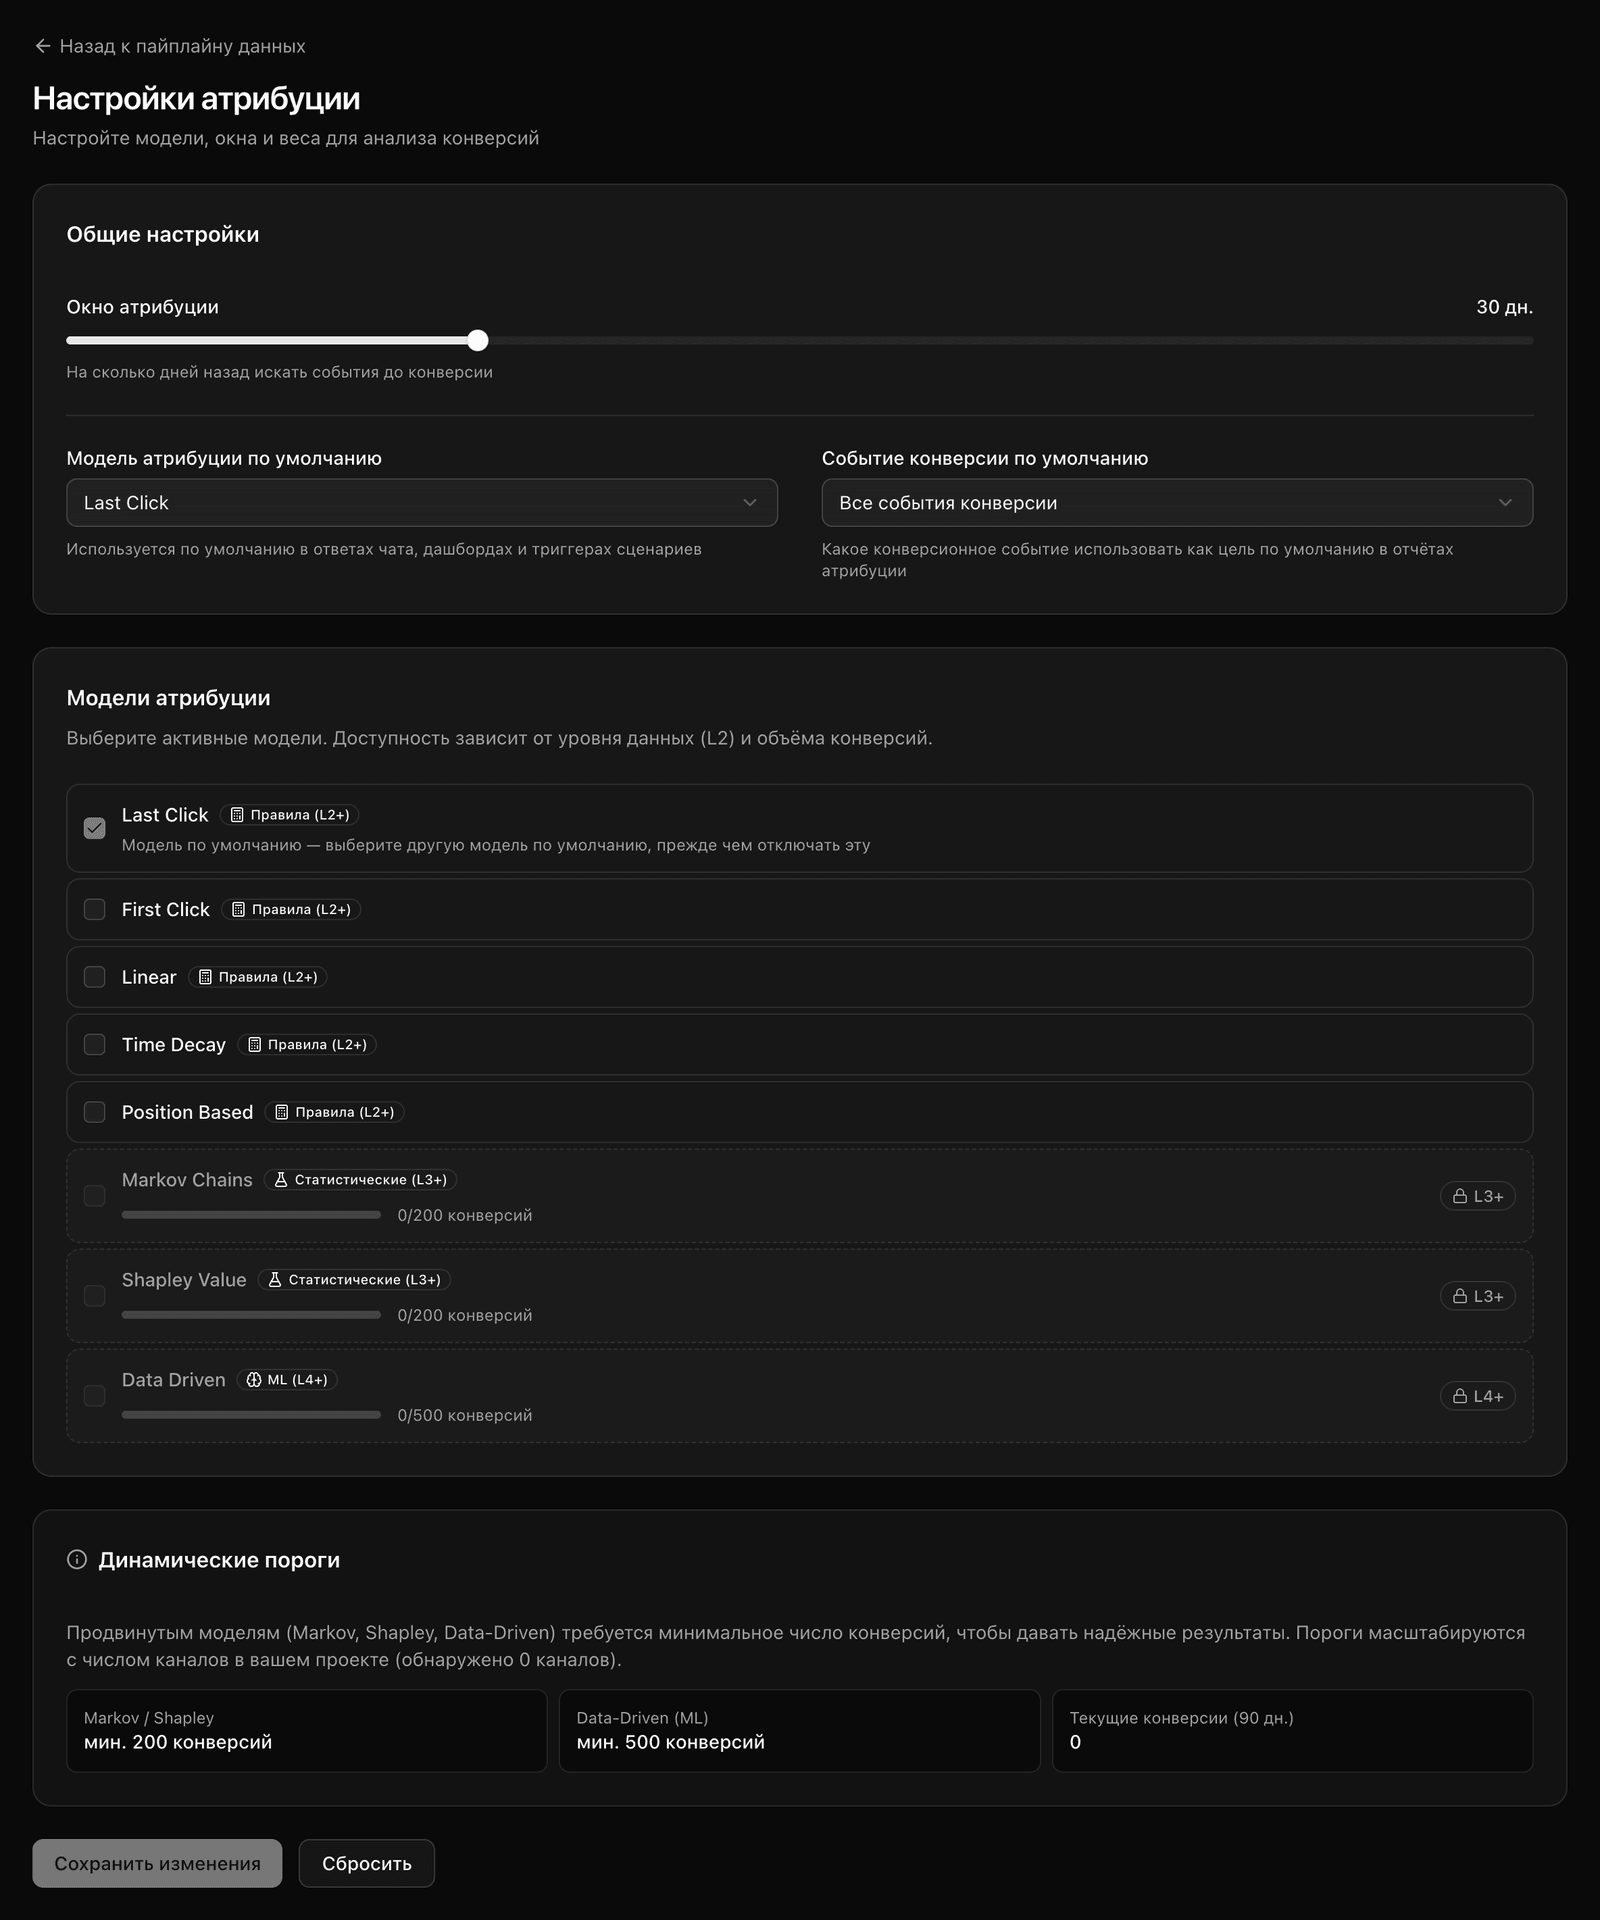 Назад к пайплайну данных
Настройки атрибуции
Настройте модели, окна и веса для анализа конверсий
Общие настройки
Окно атрибуции
30 дн.
На сколько дней назад искать события до конверсии
Модель атрибуции по умолчанию
Last Click
Используется по умолчанию в ответах чата, дашбордах и триггерах сценариев
Событие конверсии по умолчанию
Все события конверсии
Какое конверсионное событие использовать как цель по умолчанию в отчётах
атрибуции
Модели атрибуции
Выберите активные модели. Доступность зависит от уровня данных (L2) и объёма конверсий.
Last Click Правила (L2+)
Модель по умолчанию — выберите другую модель по умолчанию, прежде чем отключать эту
First Click Правила (L2+)
Linear Правила (L2+)
Time Decay Правила (L2+)
Position Based Правила (L2+)
Markov Chains Статистические (L3+)
0/200 конверсий
L3+
Shapley Value Статистические (L3+)
0/200 конверсий
L3+
Data Driven ML (L4+)
0/500 конверсий
L4+
Динамические пороги
Продвинутым моделям (Markov, Shapley, Data-Driven) требуется минимальное число конверсий, чтобы давать надёжные результаты. Пороги масштабируются
с числом каналов в вашем проекте (обнаружено 0 каналов).
Markov / Shapley
мин. 200 конверсий
Data-Driven (ML)
мин. 500 конверсий
Текущие конверсии (90 дн.)
0
Сохранить изменения
Сбросить